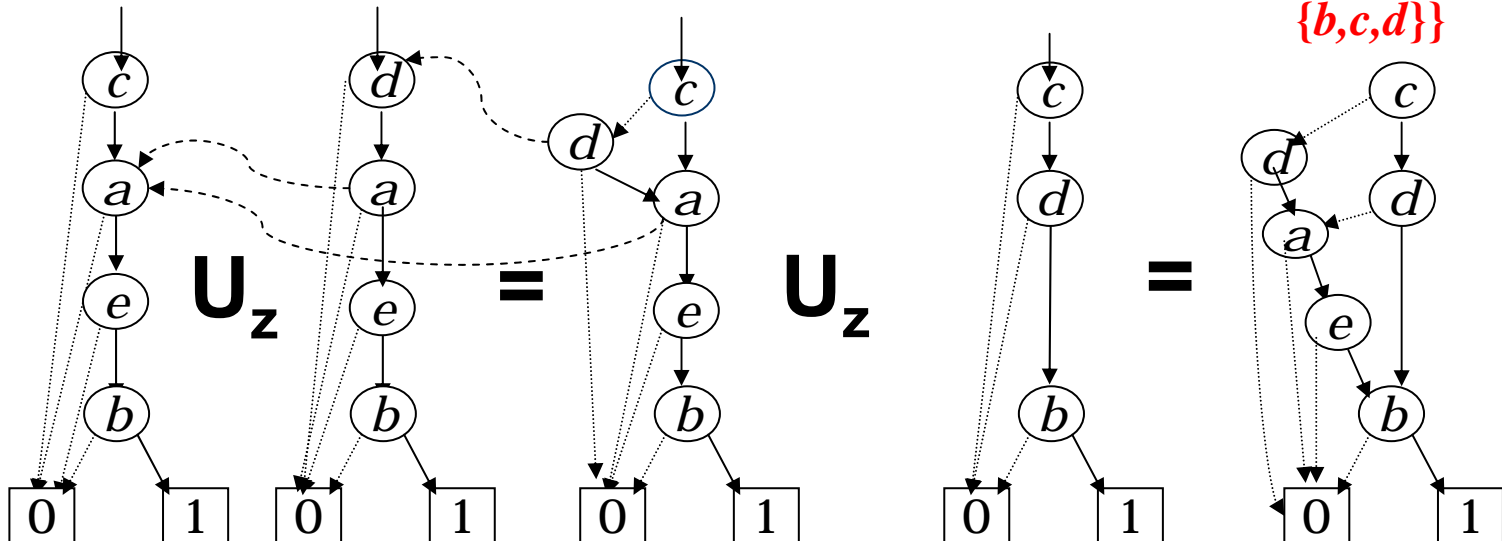 {b,c,d}}
c d c c c
d d
a a a d d
a
U z = U z =
e e e e
b b b b b
0 1 0 1 0 1 0 1 0 1